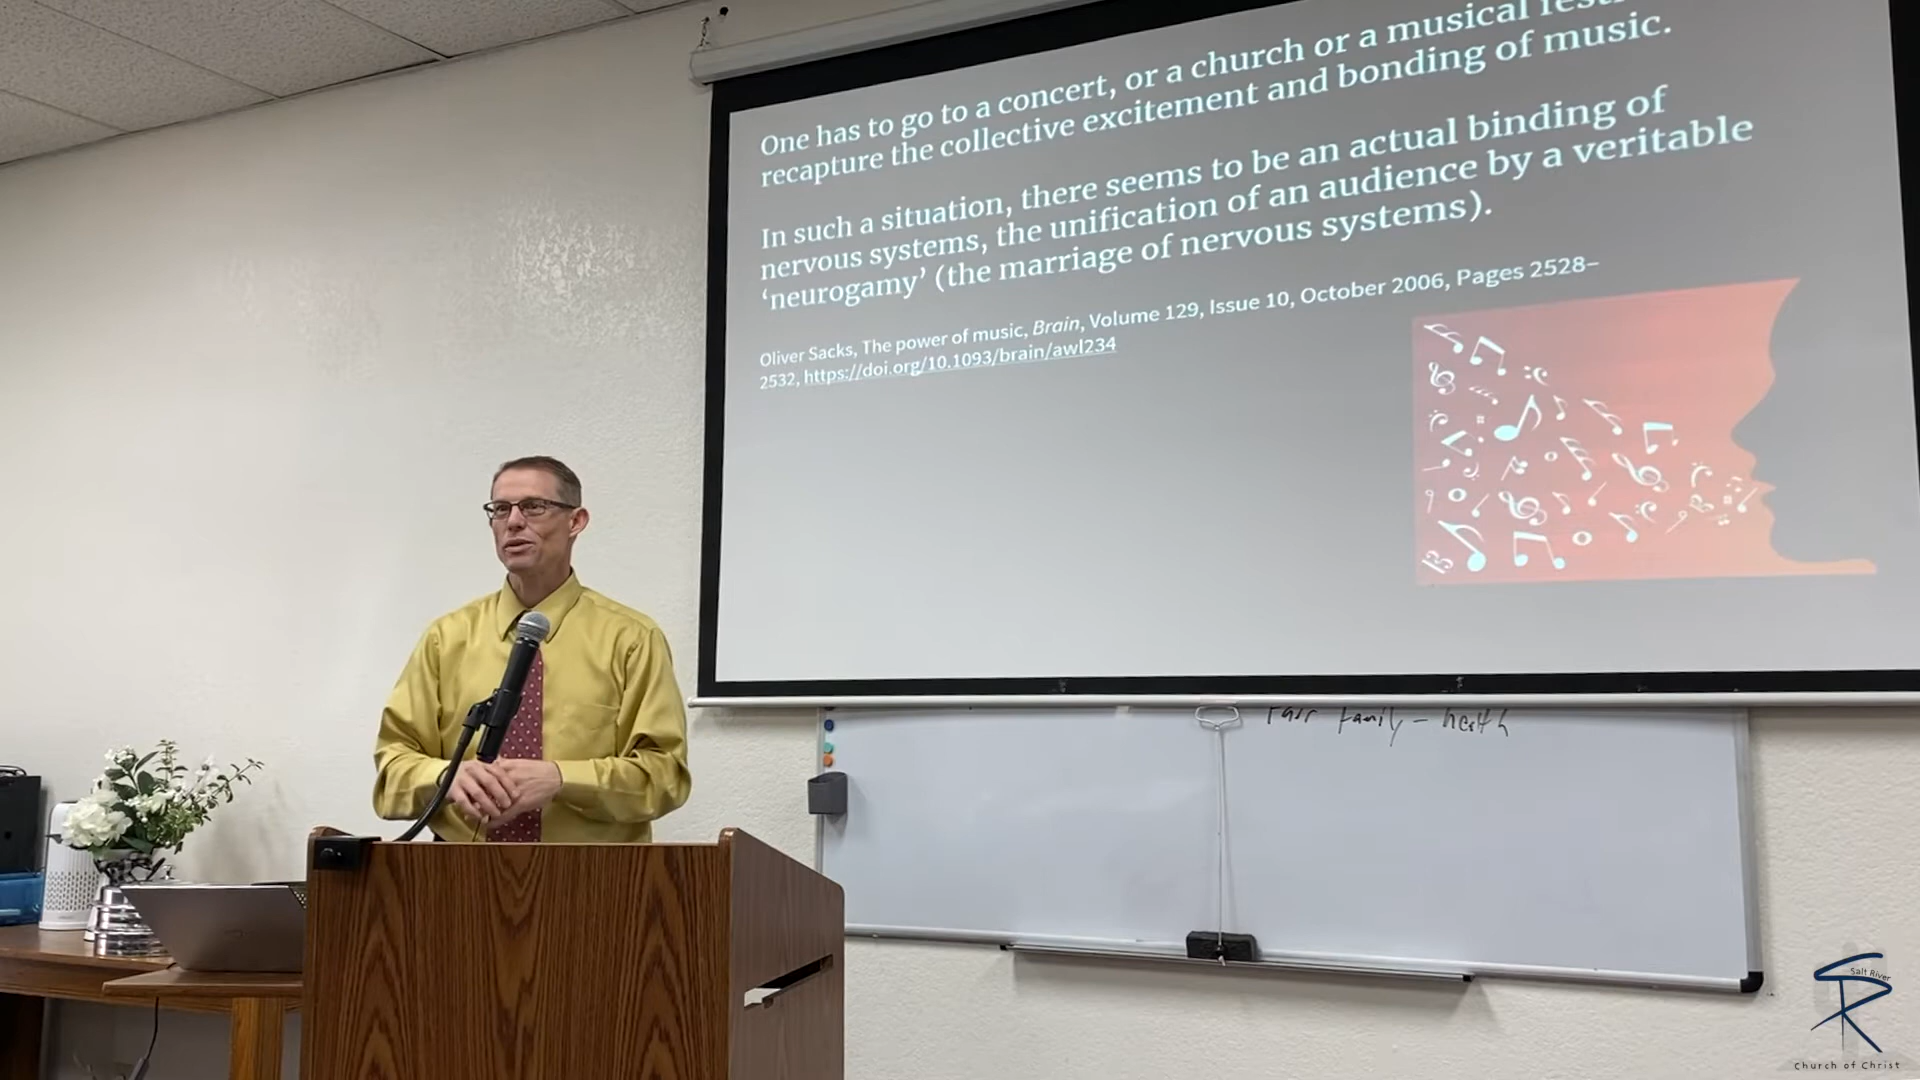 One has to go to a concert, or a church or a musical
recapture the collective excitement and bonding of music.
In such a situation, there seems to be an actual binding of
nervous systems, the unification of an audience by a veritable
‘neurogamy’ (the marriage of nervous systems).
Oliver Sacks, The power of music, Brain, Volume 129, Issue 10, October 2006, Pages 2528–
2532, https://doi.org/10.1093/brain/awl234
family – health
Salt River
Church of Christ